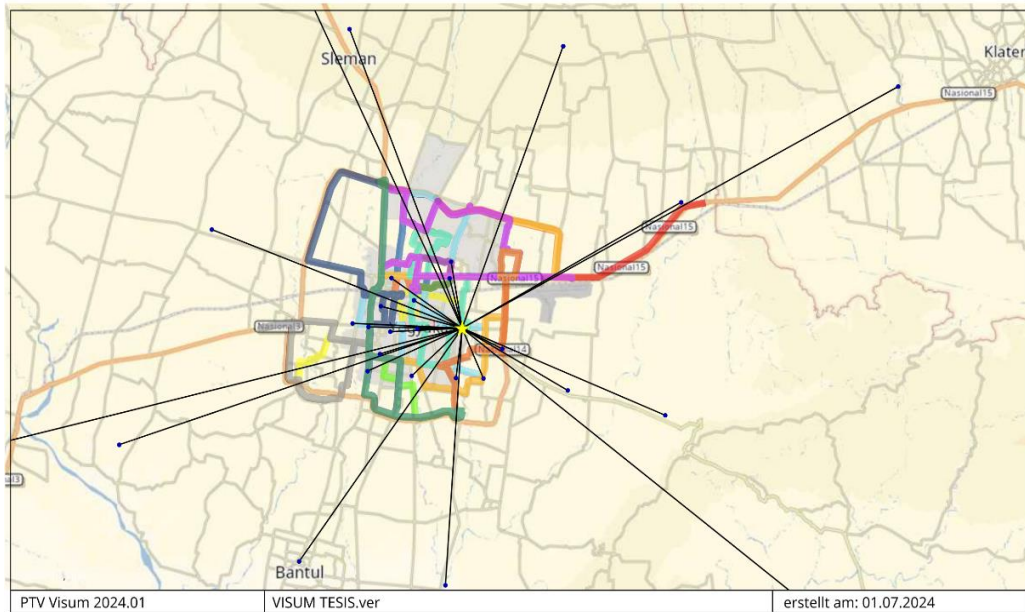 Sleman
Klaten
Nasional15
Nasional15
Nasional15
Nasional15
Nasional3
Nasional14
Bantul
PTV Visum 2024.01
VISUM TESIS.ver
erstellt am: 01.07.2024